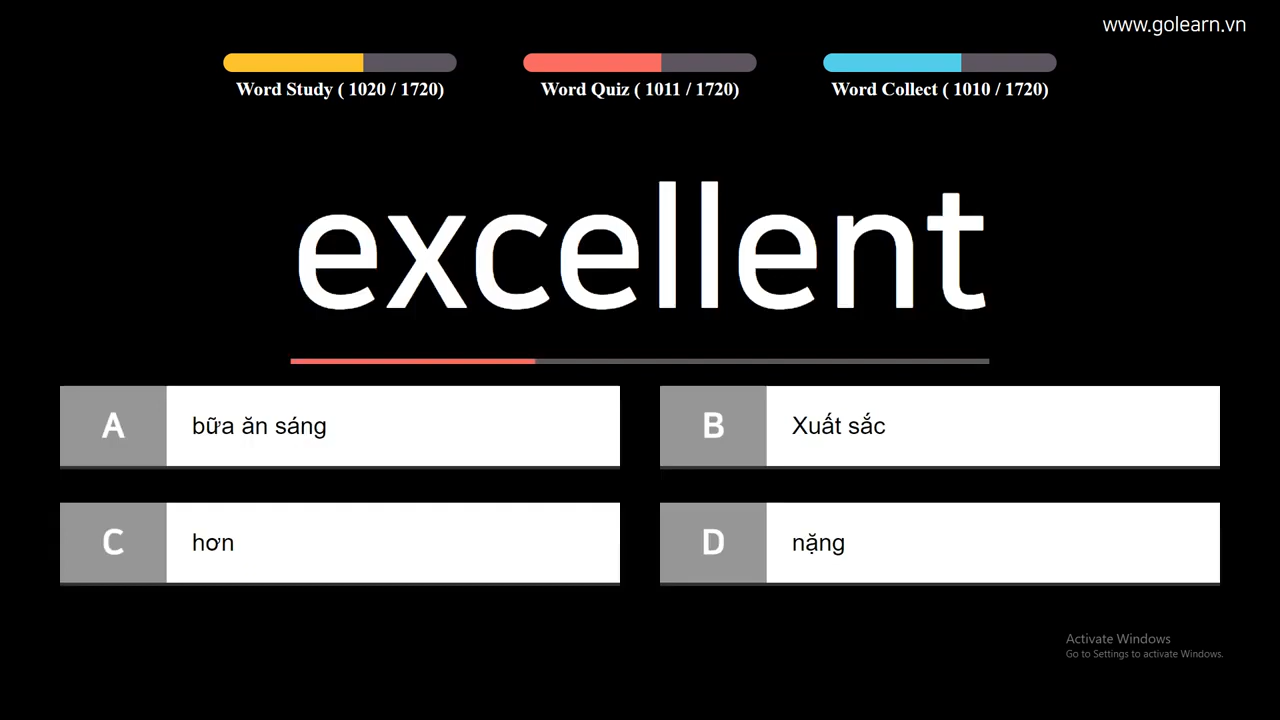 www.golearn.vn
Word Study ( 1020 / 1720)
Word Quiz ( 1011 / 1720)
Word Collect ( 1010 / 1720)
excellent
A bữa ăn sáng
B Xuất sắc
C hơn
D nặng
Activate Windows
Go to Settings to activate Windows.